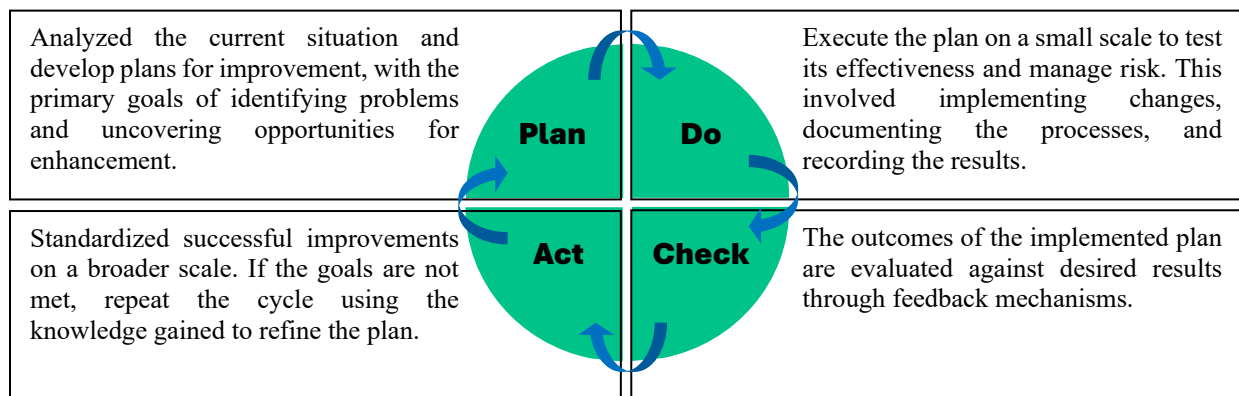 Analyzed the current situation and
develop plans for improvement, with the
primary goals of identifying problems
and uncovering opportunities for
enhancement.
Plan
Do
Execute the plan on a small scale to test
its effectiveness and manage risk. This
involved implementing changes,
documenting the processes, and
recording the results.
Standardized successful improvements
on a broader scale. If the goals are not
met, repeat the cycle using the
knowledge gained to refine the plan.
Act
Check
The outcomes of the implemented plan
are evaluated against desired results
through feedback mechanisms.